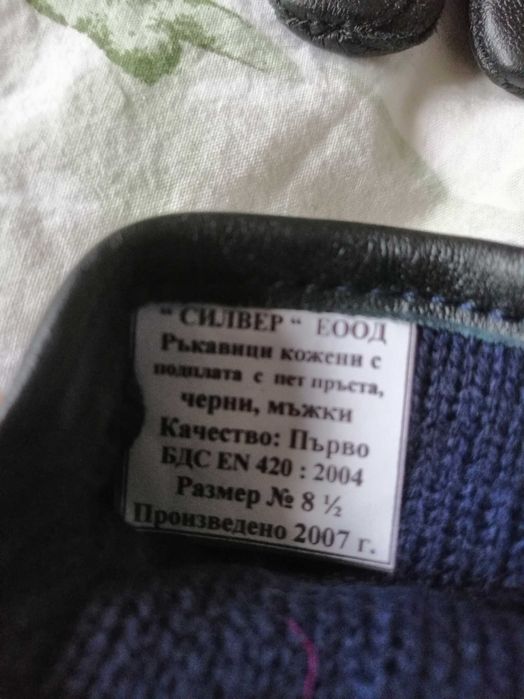 " СИЛВЕР " ЕООД
Ръкавици кожени с
подплата с пет пръста,
черни, мъжки
Качество: Първо
БДС EN 420 : 2004
Размер № 8 ½
Произведено 2007 г.